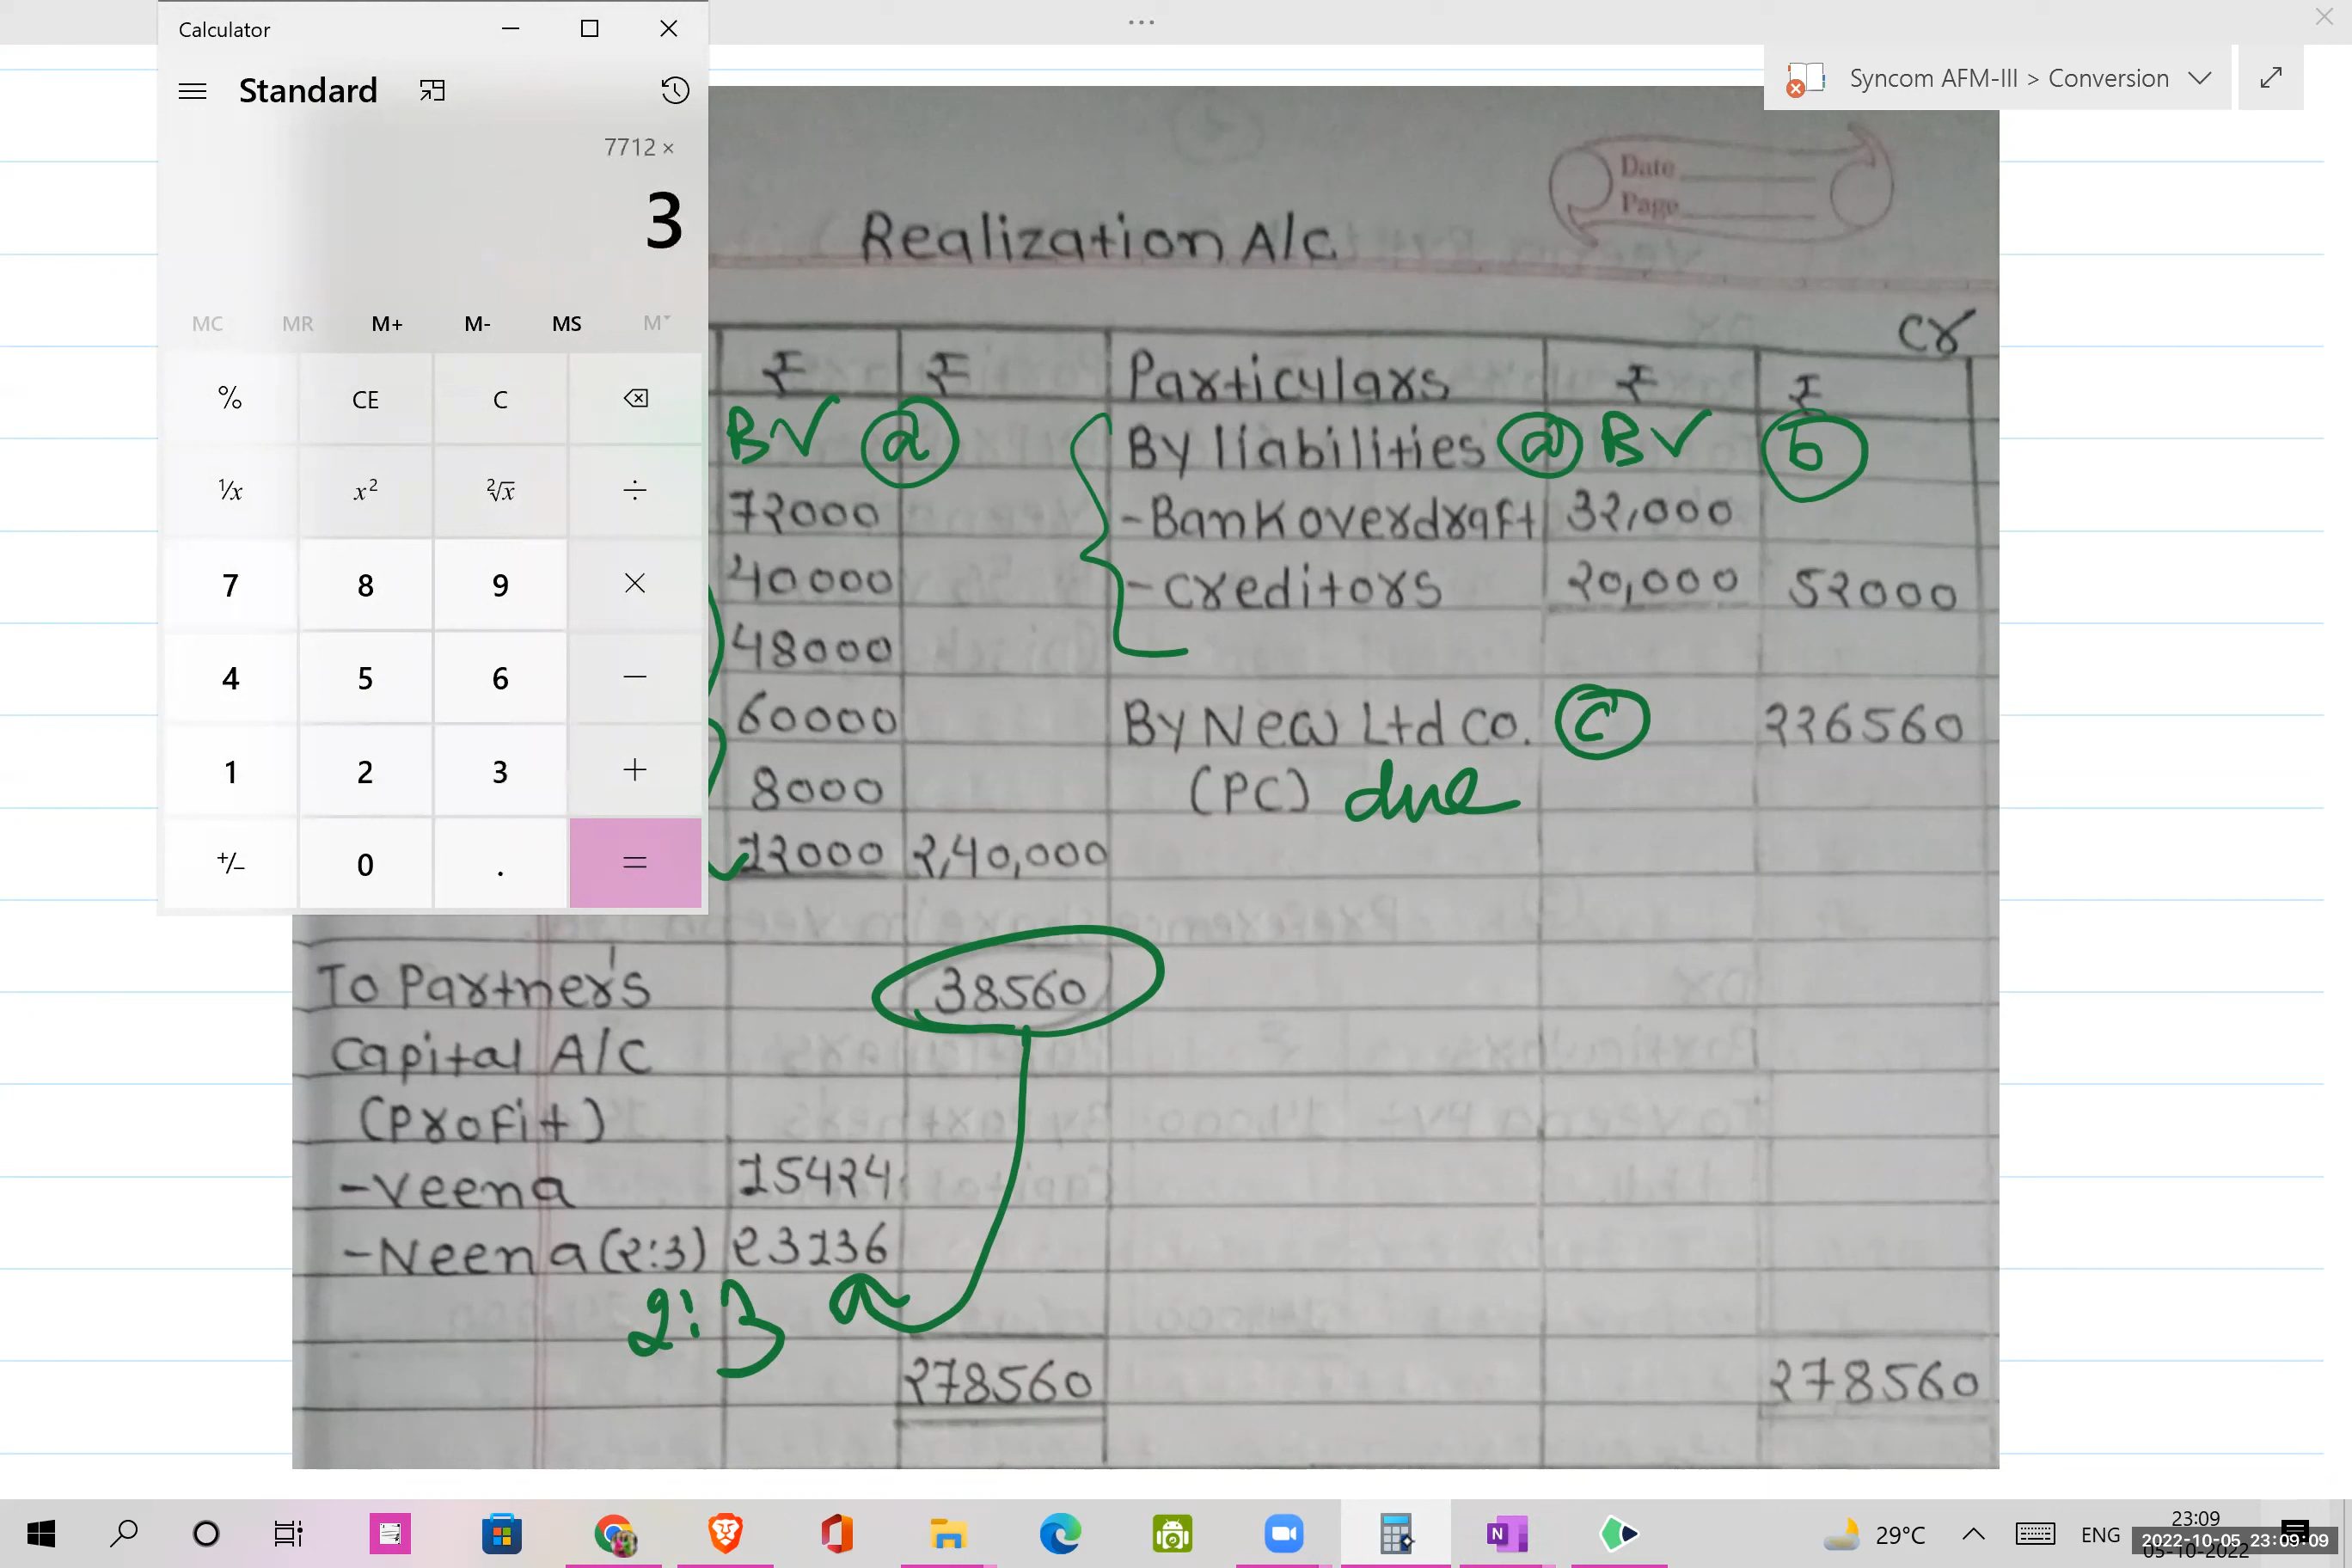 Calculator
Standard
7712 ×
3
MC MR M+ M- MS M˅
% CE C
¹/x x² ²√x ÷
7 8 9 ×
4 5 6 −
1 2 3 +
+/− 0 . =
...
Syncom AFM-III > Conversion
Date
Page
Realization A/c
Cr
₹ ₹ Particulars ₹ ₹
BV a By liabilities a BV b
72000 - Bank overdraft 32,000
40000 - creditors 20,000 52000
48000
60000 By New Ltd Co. C 226560
8000 (PC) due
12000 2,40,000
To Partner's 38560
Capital A/C
(Profit)
- Veena 15424
- Neena (2:3) 23136
2:3
278560 278560
29°C ENG 23:09
2022-10-05 23:09:09
05-10-2022